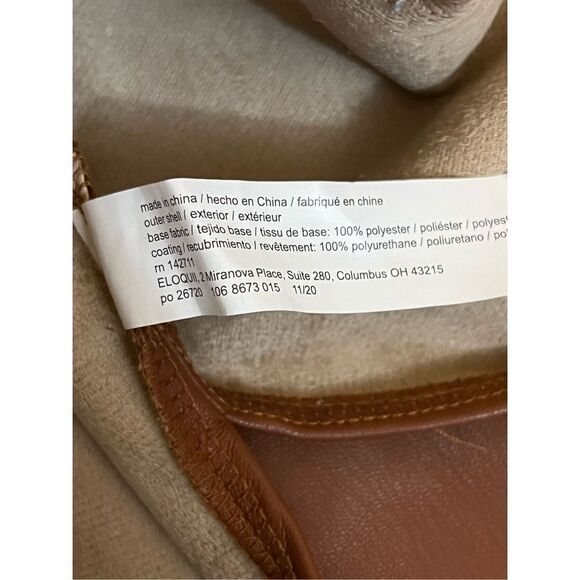 made in china / hecho en China / fabriqué en chine
outer shell / exterior / extérieur
base fabric / tejido base / tissu de base: 100% polyester / poliéster / polyest
coating / recubrimiento / revêtement: 100% polyurethane / poliuretano / po
rn 142711
ELOQUII, 2 Miranova Place, Suite 280, Columbus OH 43215
po 26720 106 8673 015 11/20